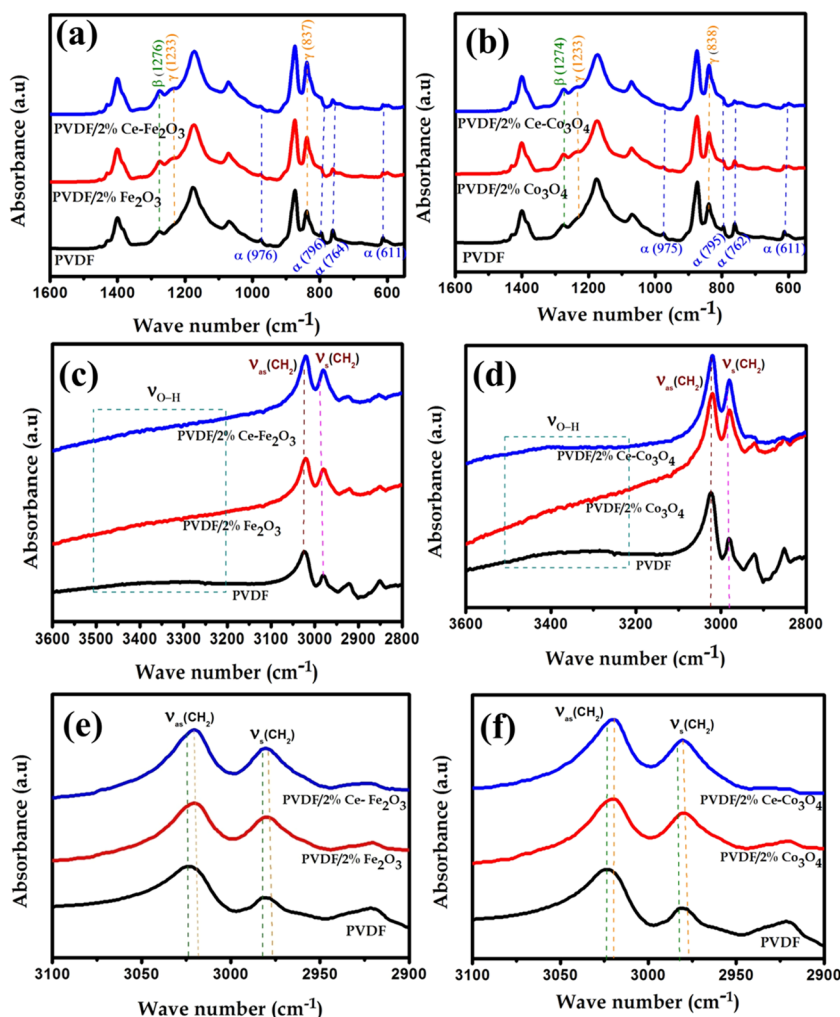 (a)
β (1276)
γ (1233)
γ (837)
PVDF/2% Ce-Fe₂O₃
PVDF/2% Fe₂O₃
PVDF
α (976)
α (796)
α (764)
α (611)
1600 1400 1200 1000 800 600
Wave number (cm⁻¹)
Absorbance (a.u)
(b)
β (1274)
γ (1233)
γ (838)
PVDF/2% Ce-Co₃O₄
PVDF/2% Co₃O₄
PVDF
α (975)
α (795)
α (762)
α (611)
1600 1400 1200 1000 800 600
Wave number (cm⁻¹)
Absorbance (a.u)
(c)
νas(CH₂)
νs(CH₂)
νO–H
PVDF/2% Ce-Fe₂O₃
PVDF/2% Fe₂O₃
PVDF
3600 3500 3400 3300 3200 3100 3000 2900 2800
Wave number (cm⁻¹)
Absorbance (a.u)
(d)
νas(CH₂)
νs(CH₂)
νO–H
PVDF/2% Ce-Co₃O₄
PVDF/2% Co₃O₄
PVDF
3600 3400 3200 3000 2800
Wave number (cm⁻¹)
Absorbance (a.u)
(e)
νas(CH₂)
νs(CH₂)
PVDF/2% Ce- Fe₂O₃
PVDF/2% Fe₂O₃
PVDF
3100 3050 3000 2950 2900
Wave number (cm⁻¹)
Absorbance (a.u)
(f)
νas(CH₂)
νs(CH₂)
PVDF/2% Ce-Co₃O₄
PVDF/2% Co₃O₄
PVDF
3100 3050 3000 2950 2900
Wave number (cm⁻¹)
Absorbance (a.u)